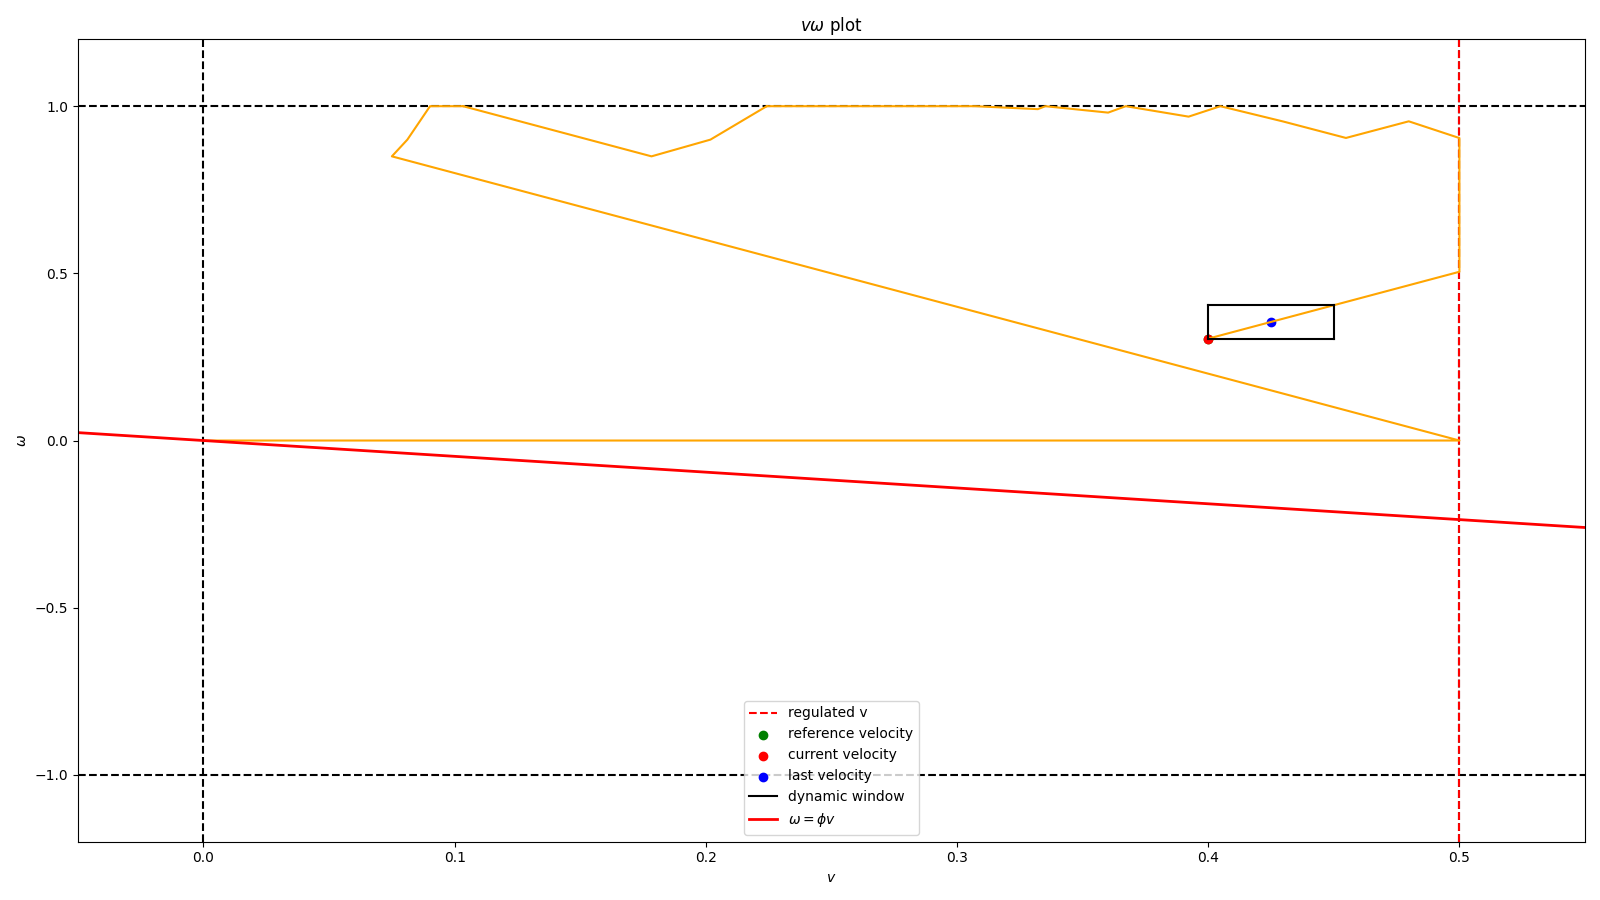 vω plot
1.0
0.5
0.0
−0.5
−1.0
ω
0.0
0.1
0.2
0.3
0.4
0.5
v
regulated v
reference velocity
current velocity
last velocity
dynamic window
ω = ϕv